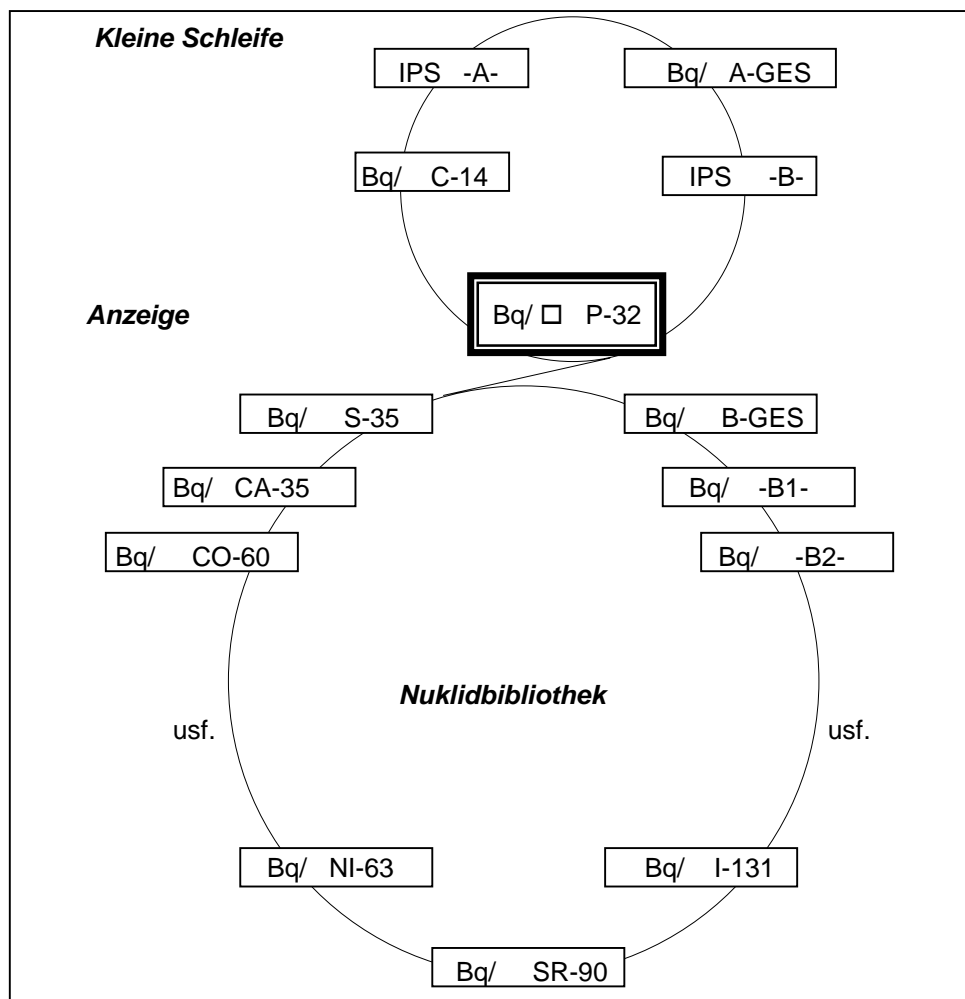 Kleine Schleife
IPS -A-
Bq/ A-GES
Bq/ C-14
IPS -B-
Anzeige
Bq/ □ P-32
Bq/ S-35
Bq/ B-GES
Bq/ CA-35
Bq/ -B1-
Bq/ CO-60
Bq/ -B2-
Nuklidbibliothek
usf.
usf.
Bq/ NI-63
Bq/ I-131
Bq/ SR-90